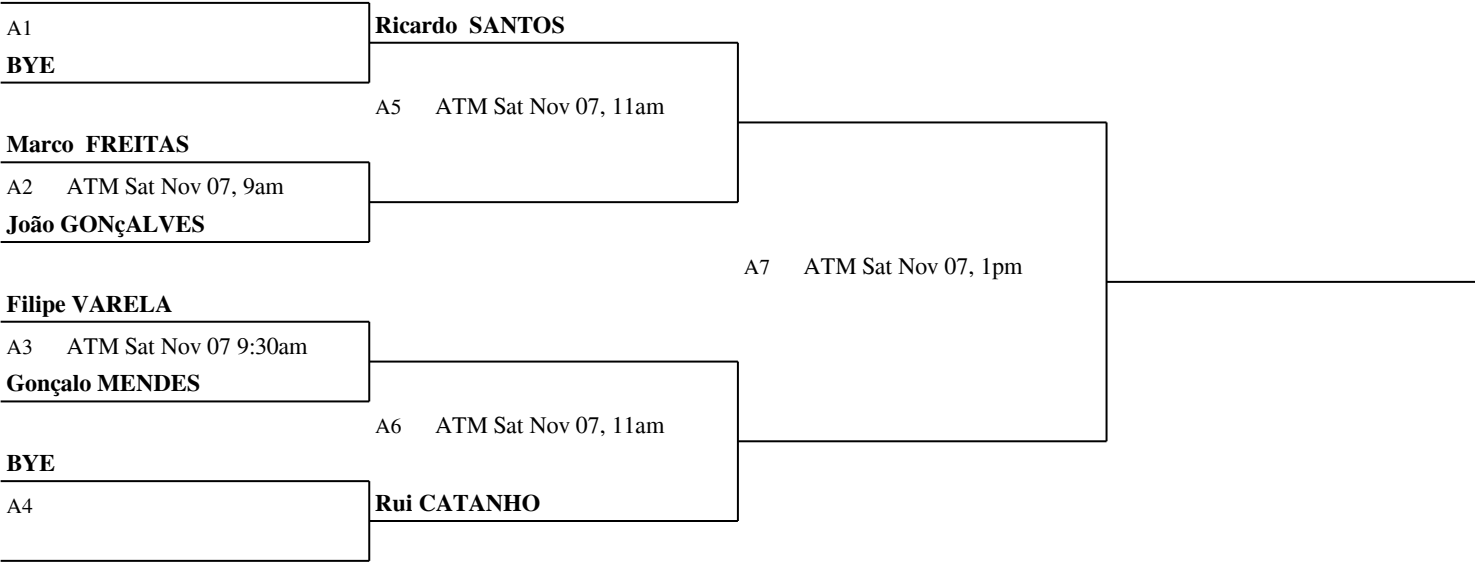 A1
Ricardo SANTOS
BYE
A5 ATM Sat Nov 07, 11am
Marco FREITAS
A2 ATM Sat Nov 07, 9am
João GONçALVES
A7 ATM Sat Nov 07, 1pm
Filipe VARELA
A3 ATM Sat Nov 07 9:30am
Gonçalo MENDES
A6 ATM Sat Nov 07, 11am
BYE
A4
Rui CATANHO